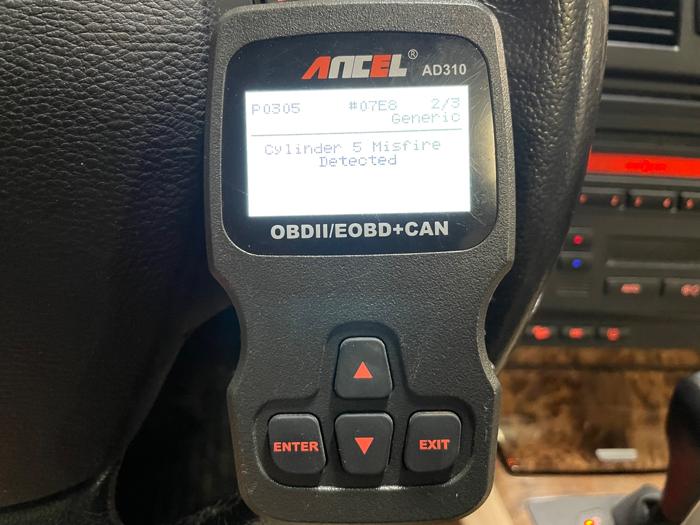 ANCEL® AD310
P0305 #07E8 2/3
Generic
Cylinder 5 Misfire
Detected
OBDII/EOBD+CAN
ENTER
EXIT